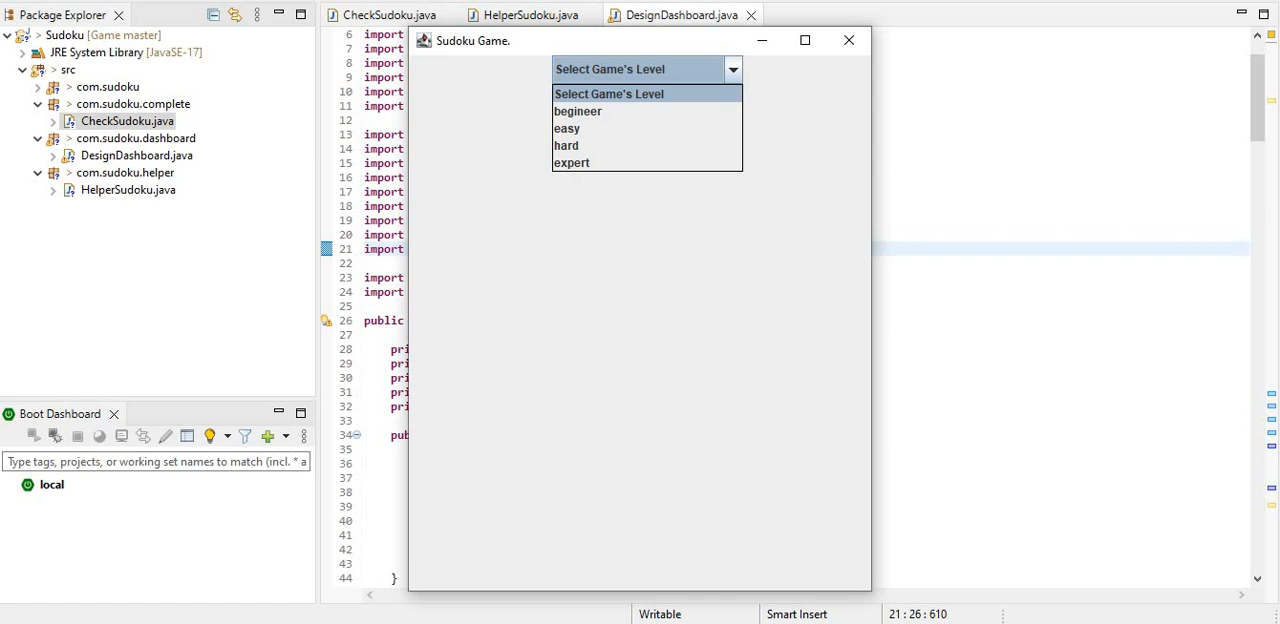 Package Explorer
> Sudoku [Game master]
JRE System Library [JavaSE-17]
> src
> com.sudoku
> com.sudoku.complete
CheckSudoku.java
> com.sudoku.dashboard
DesignDashboard.java
> com.sudoku.helper
HelperSudoku.java
Boot Dashboard
Type tags, projects, or working set names to match (incl. * a
local
CheckSudoku.java
HelperSudoku.java
DesignDashboard.java
6 import
7 import
8 import
9 import
10 import
11 import
12
13 import
14 import
15 import
16 import
17 import
18 import
19 import
20 import
21 import
22
23 import
24 import
25
26 public
27
28 pri
29 pri
30 pri
31 pri
32 pri
33
34 pub
35
36
37
38
39
40
41
42
43
44 }
Sudoku Game.
Select Game's Level
Select Game's Level
begineer
easy
hard
expert
Writable
Smart Insert
21 : 26 : 610